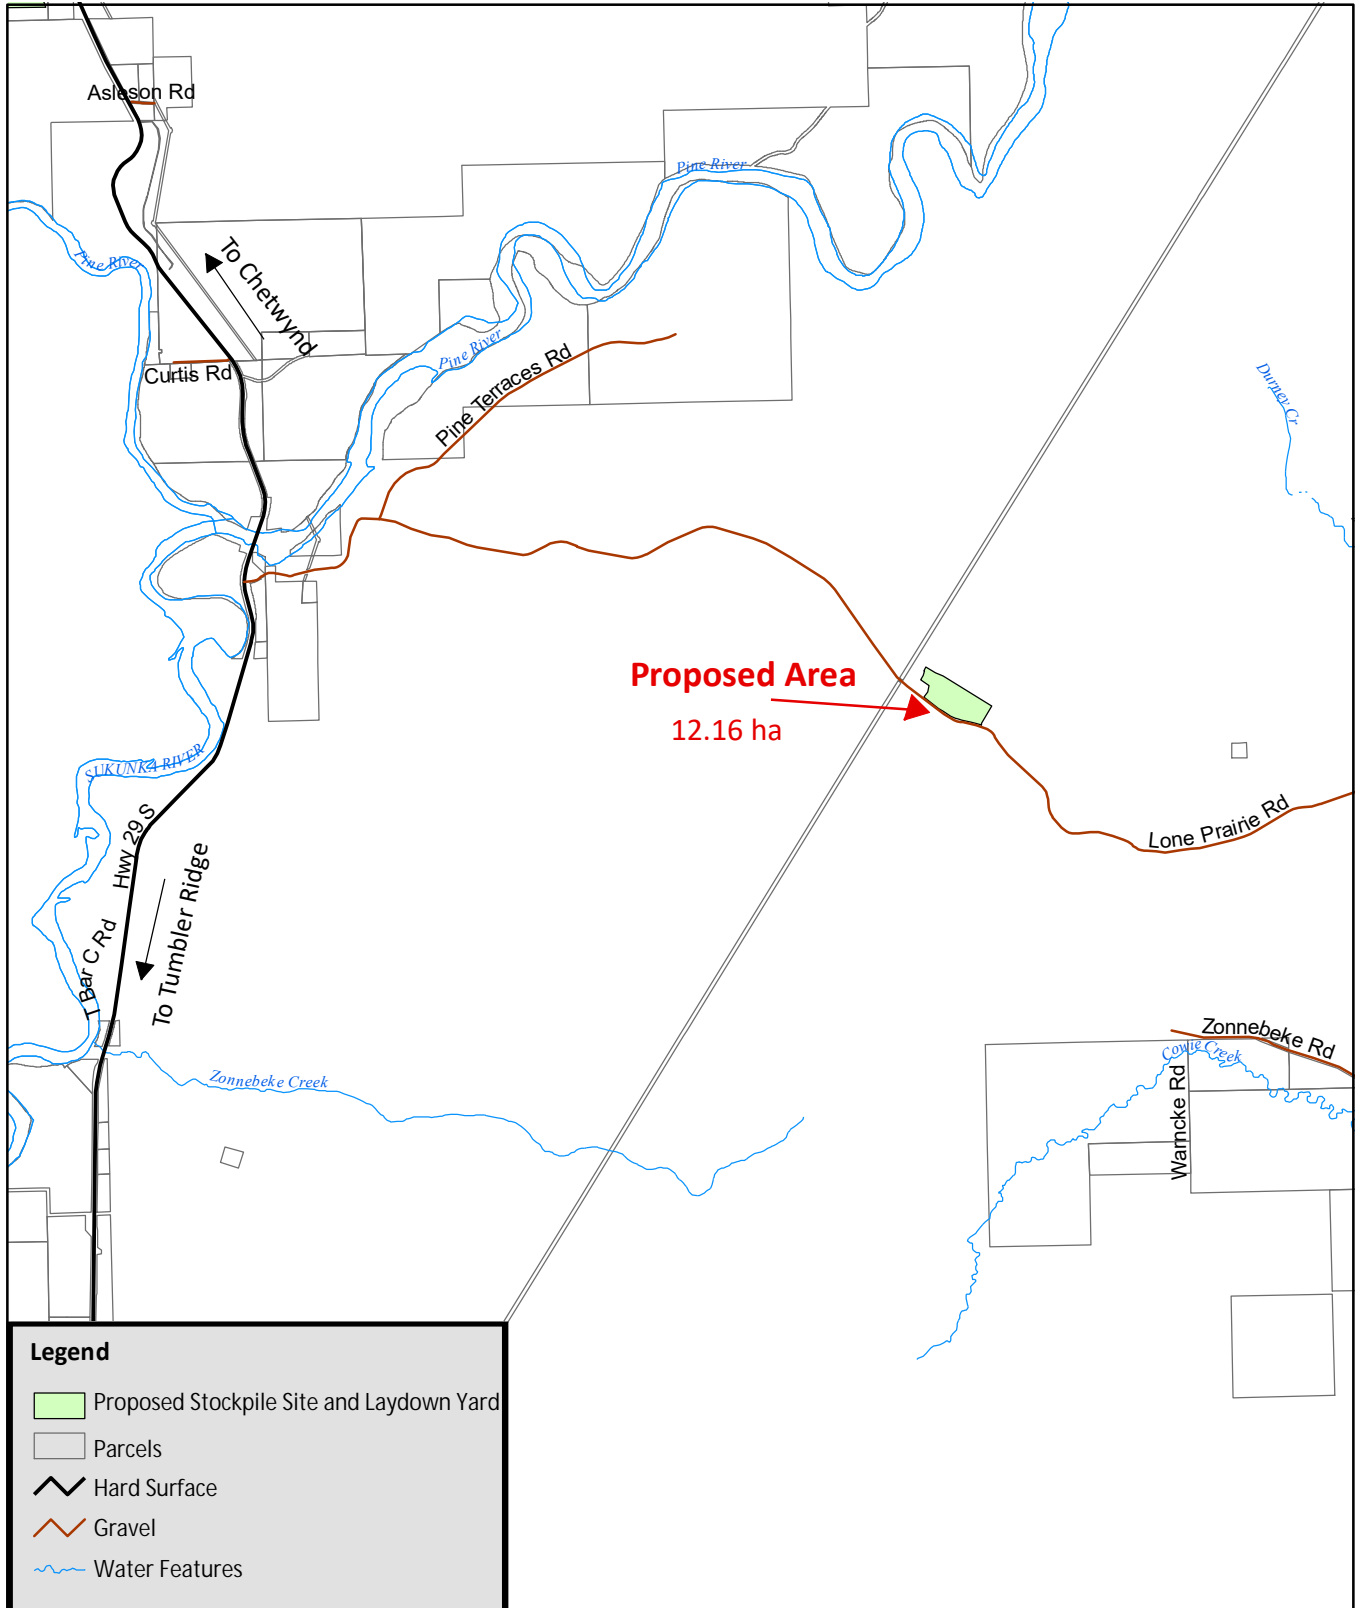 Asleson Rd
Pine River
Pine River
To Chetwynd
Pine River
Curtis Rd
Pine Terraces Rd
Durney Cr
Proposed Area
12.16 ha
SUKUNKA RIVER
Hwy 29 S
Lone Prairie Rd
To Tumbler Ridge
T Bar C Rd
Zonnebeke Rd
Cowie Creek
Zonnebeke Creek
Warncke Rd
Legend
Proposed Stockpile Site and Laydown Yard
Parcels
Hard Surface
Gravel
Water Features